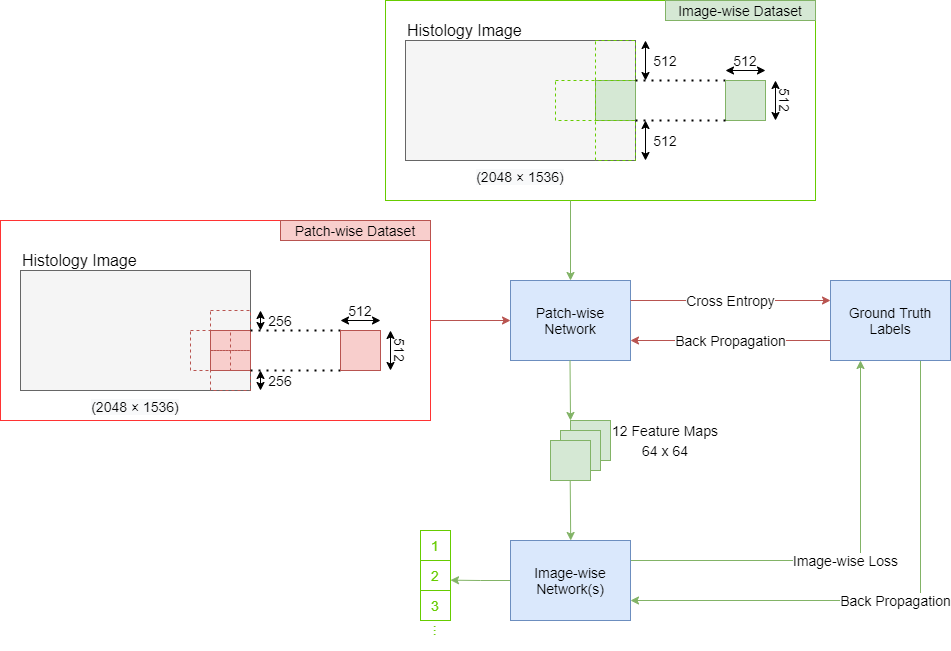 Image-wise Dataset
Histology Image
512
512
512
512
(2048 × 1536)
Patch-wise Dataset
Histology Image
256
512
512
256
(2048 × 1536)
Patch-wise
Network
Cross Entropy
Back Propagation
Ground Truth
Labels
12 Feature Maps
64 x 64
1
2
3
⋮
Image-wise
Network(s)
Image-wise Loss
Back Propagation